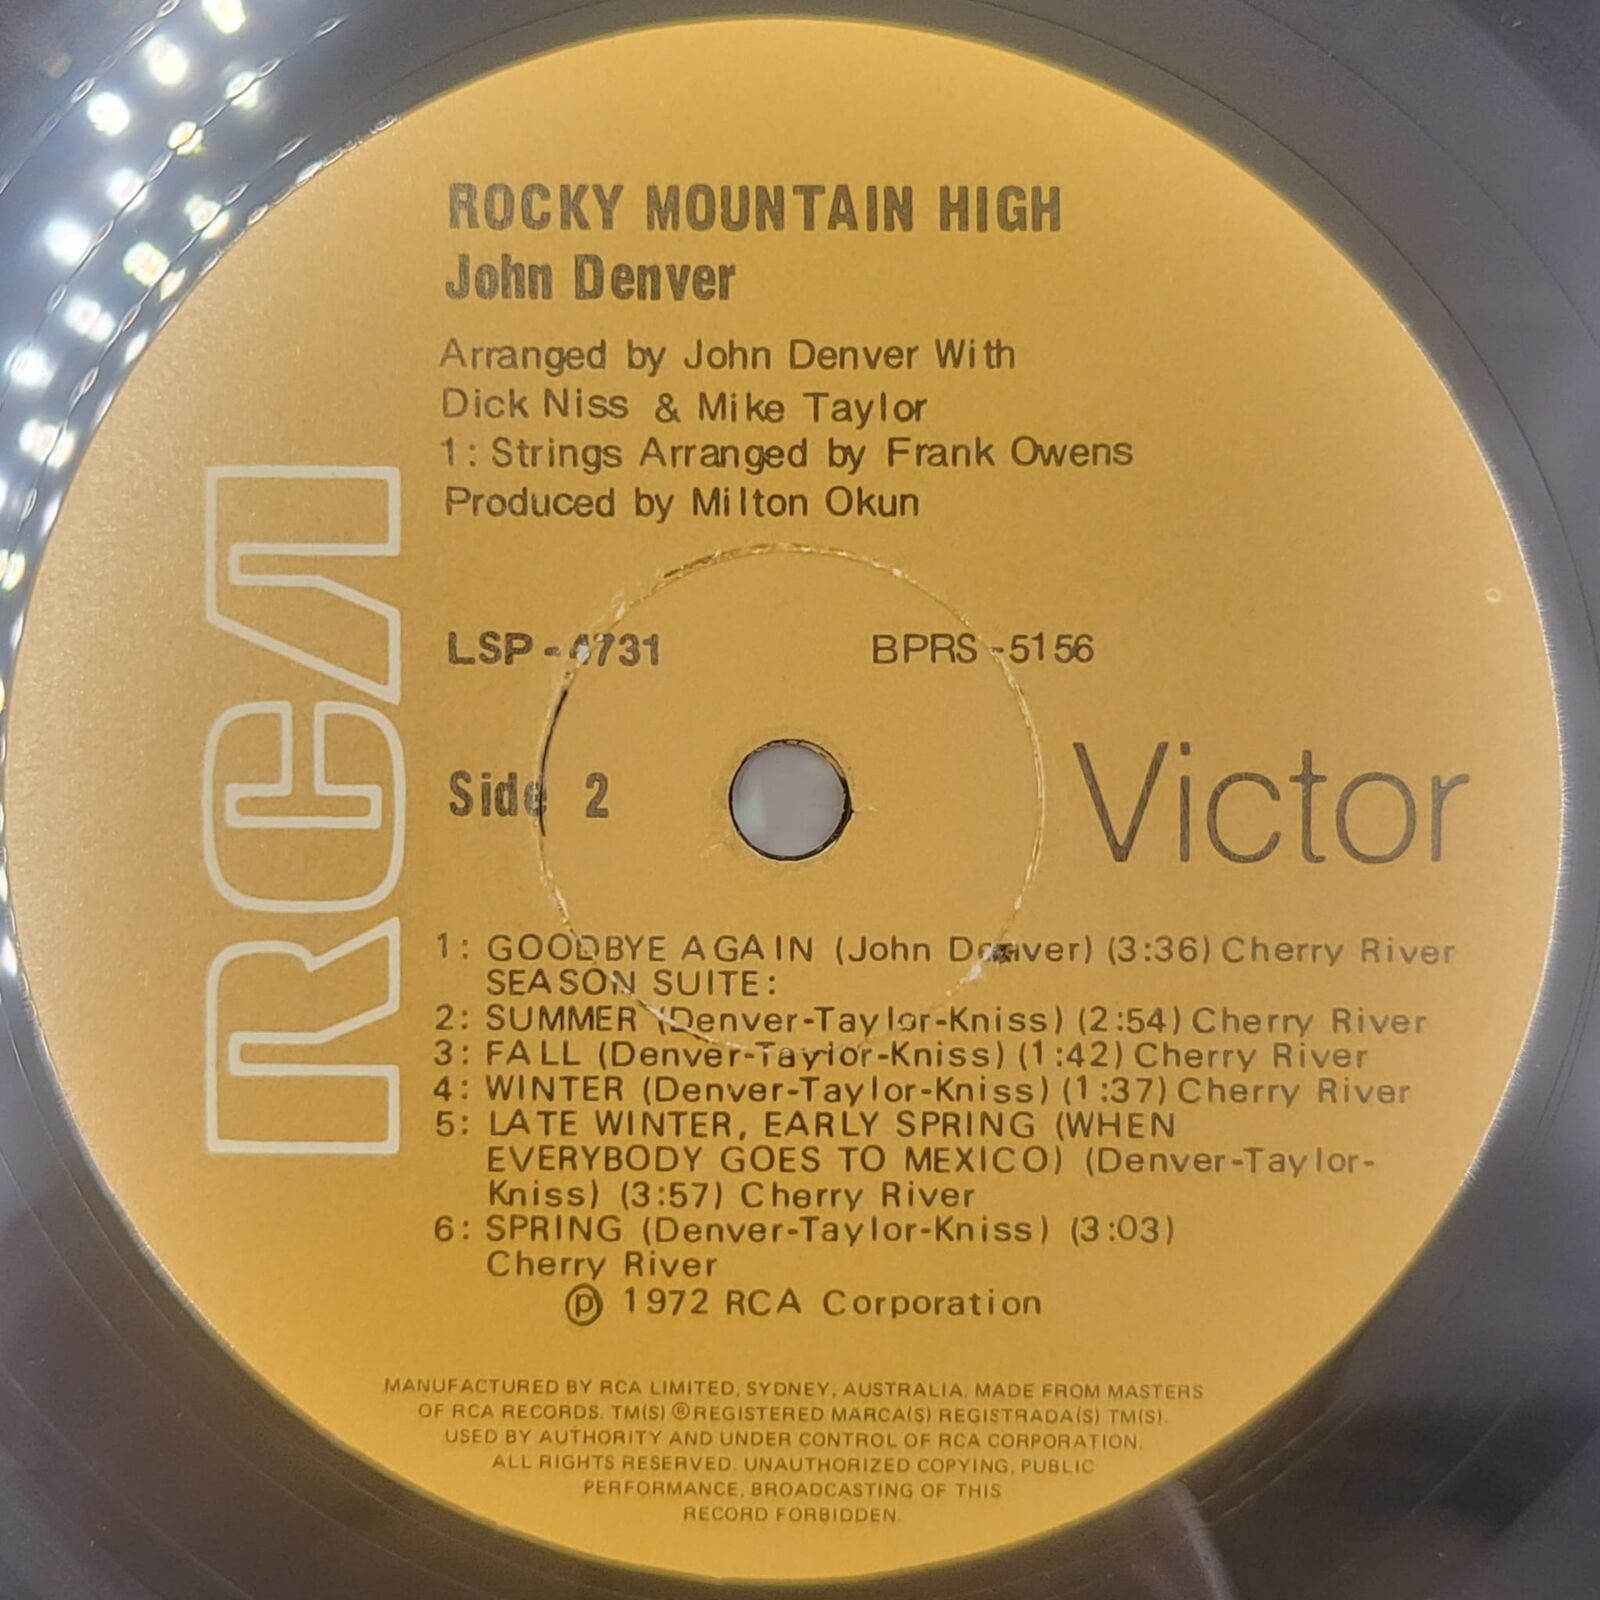 ROCKY MOUNTAIN HIGH
John Denver
Arranged by John Denver With
Dick Niss & Mike Taylor
1: Strings Arranged by Frank Owens
Produced by Milton Okun
RCA
LSP-4731 BPRS-5156
Side 2
Victor
1: GOODBYE AGAIN (John Denver) (3:36) Cherry River
SEASON SUITE:
2: SUMMER (Denver-Taylor-Kniss) (2:54) Cherry River
3: FALL (Denver-Taylor-Kniss) (1:42) Cherry River
4: WINTER (Denver-Taylor-Kniss) (1:37) Cherry River
5: LATE WINTER, EARLY SPRING (WHEN
EVERYBODY GOES TO MEXICO) (Denver-Taylor-
Kniss) (3:57) Cherry River
6: SPRING (Denver-Taylor-Kniss) (3:03)
Cherry River
℗ 1972 RCA Corporation
MANUFACTURED BY RCA LIMITED, SYDNEY, AUSTRALIA. MADE FROM MASTERS
OF RCA RECORDS. TM(S) ® REGISTERED MARCA(S) REGISTRADA(S) TM(S).
USED BY AUTHORITY AND UNDER CONTROL OF RCA CORPORATION.
ALL RIGHTS RESERVED. UNAUTHORIZED COPYING, PUBLIC
PERFORMANCE, BROADCASTING OF THIS
RECORD FORBIDDEN.